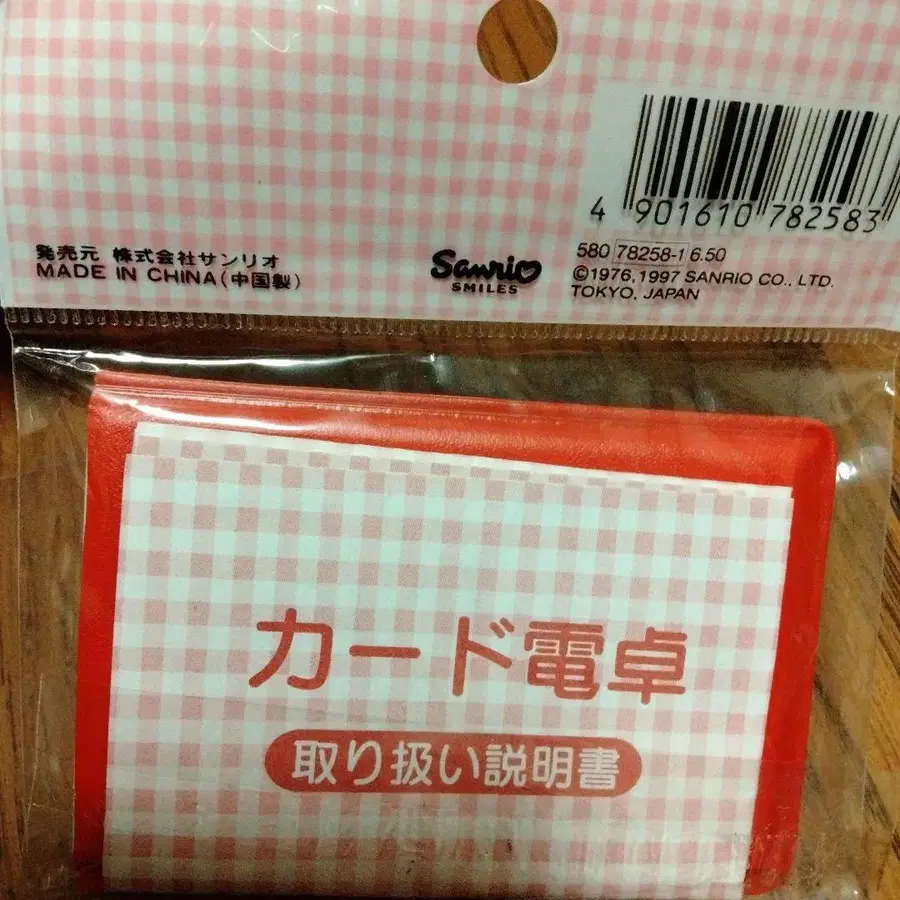 4 901610 782583
発売元 株式会社サンリオ
MADE IN CHINA(中国製)
Sanrio
SMILES
580 78258-1 6.50
©1976,1997 SANRIO CO., LTD.
TOKYO, JAPAN
カード電卓
取り扱い説明書